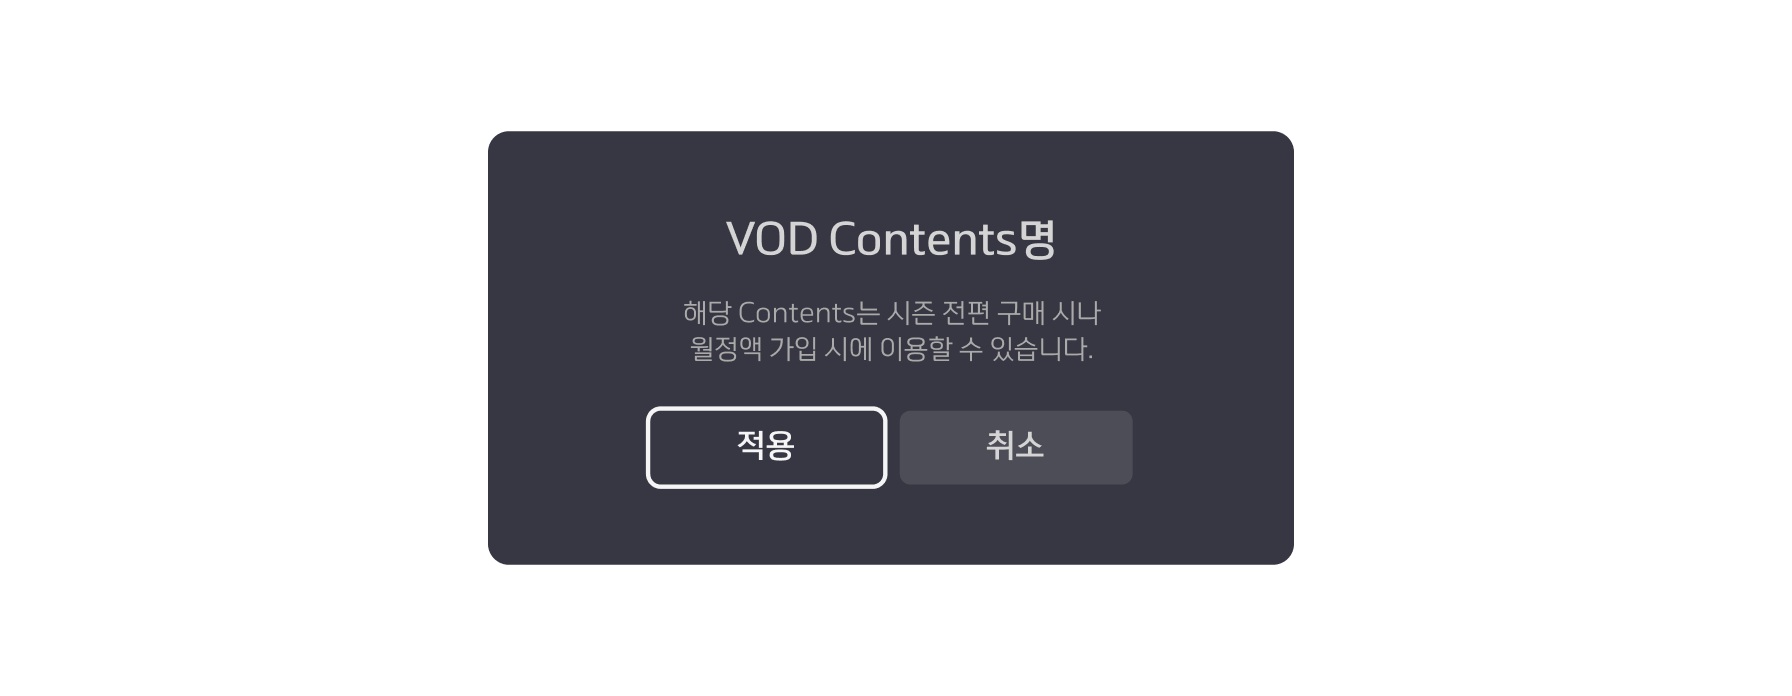 VOD Contents명
해당 Contents는 시즌 전편 구매 시나
월정액 가입 시에 이용할 수 있습니다.
적용
취소